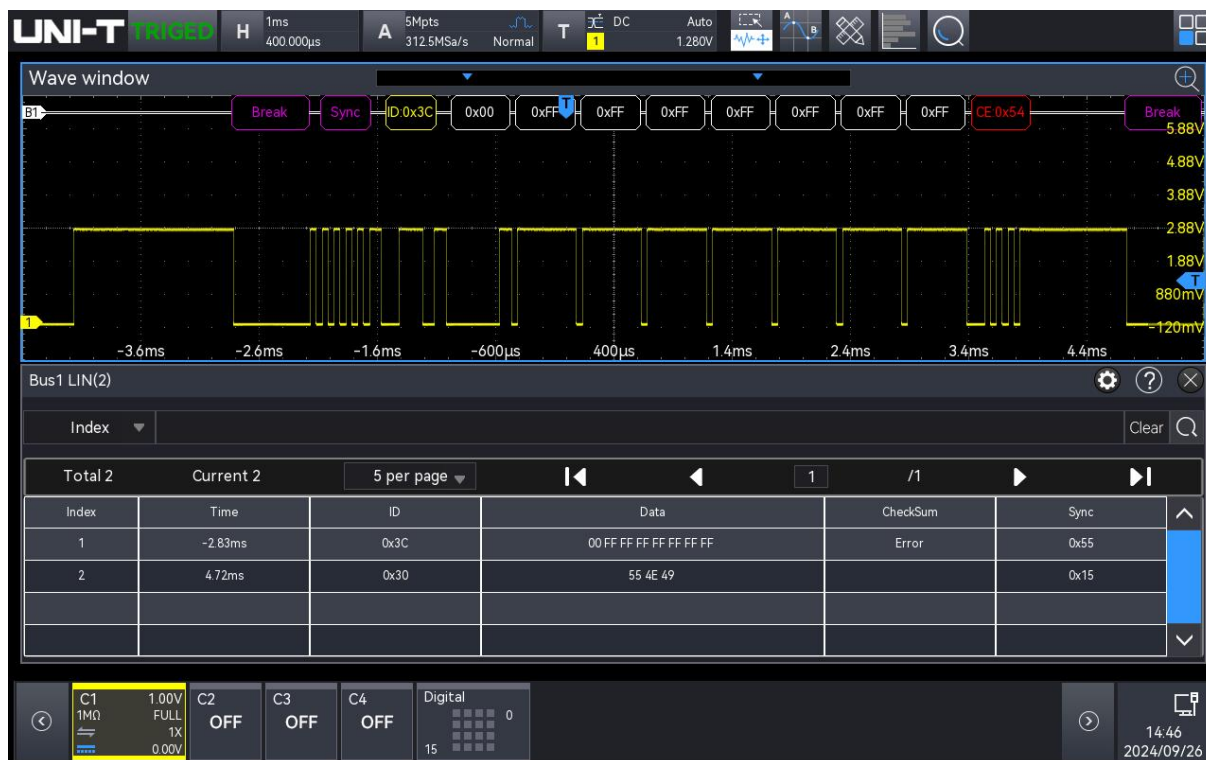 UNI-T TRIGED H 1ms 400.000μs A 5Mpts 312.5MSa/s Normal T DC 1 Auto 1.280V A B
Wave window
B1 Break Sync ID:0x3C 0x00 0xFF T 0xFF 0xFF 0xFF 0xFF 0xFF 0xFF CE 0x54 Break
5.88V
4.88V
3.88V
2.88V
1.88V
T
880mV
1 -120mV
-3.6ms -2.6ms -1.6ms -600μs 400μs 1.4ms 2.4ms 3.4ms 4.4ms
Bus1 LIN(2) ?
Index Clear
Total 2 Current 2 5 per page 1 /1
Index Time ID Data CheckSum Sync
1 -2.83ms 0x3C 00 FF FF FF FF FF FF FF Error 0x55
2 4.72ms 0x30 55 4E 49 0x15
C1 1.00V C2 C3 C4 Digital
1MΩ FULL OFF OFF OFF 0
1X
0.00V 15
14:46
2024/09/26